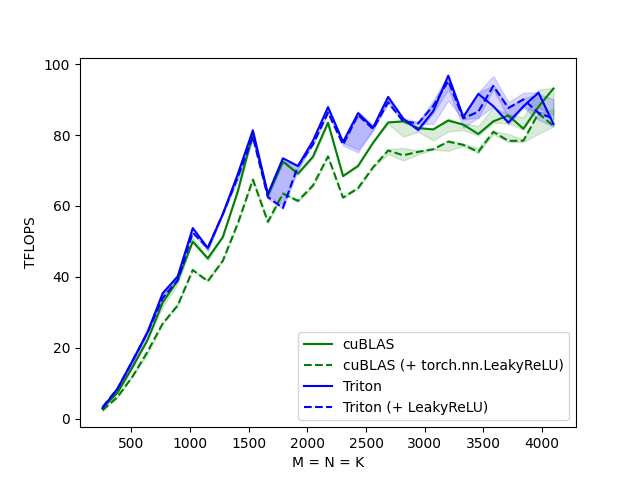 100
80
60
40
20
0
TFLOPS
cuBLAS
cuBLAS (+ torch.nn.LeakyReLU)
Triton
Triton (+ LeakyReLU)
500 1000 1500 2000 2500 3000 3500 4000
M = N = K